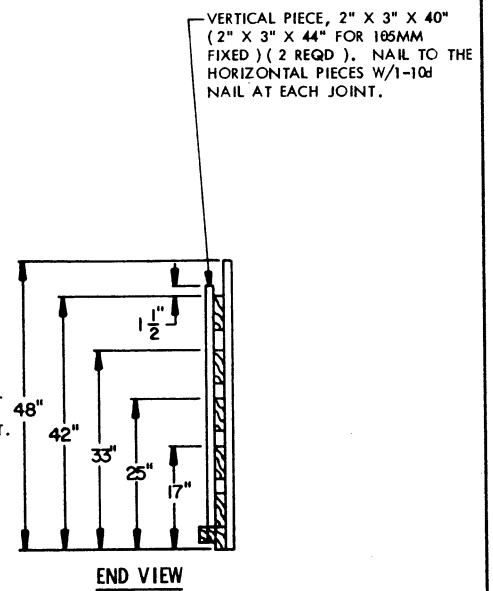 VERTICAL PIECE, 2" X 3" X 40"
(2" X 3" X 44" FOR 105MM
FIXED)(2 REQD). NAIL TO THE
HORIZONTAL PIECES W/1-10d
NAIL AT EACH JOINT.
1 1/2"
48"
T.
42"
33"
25"
17"
END VIEW